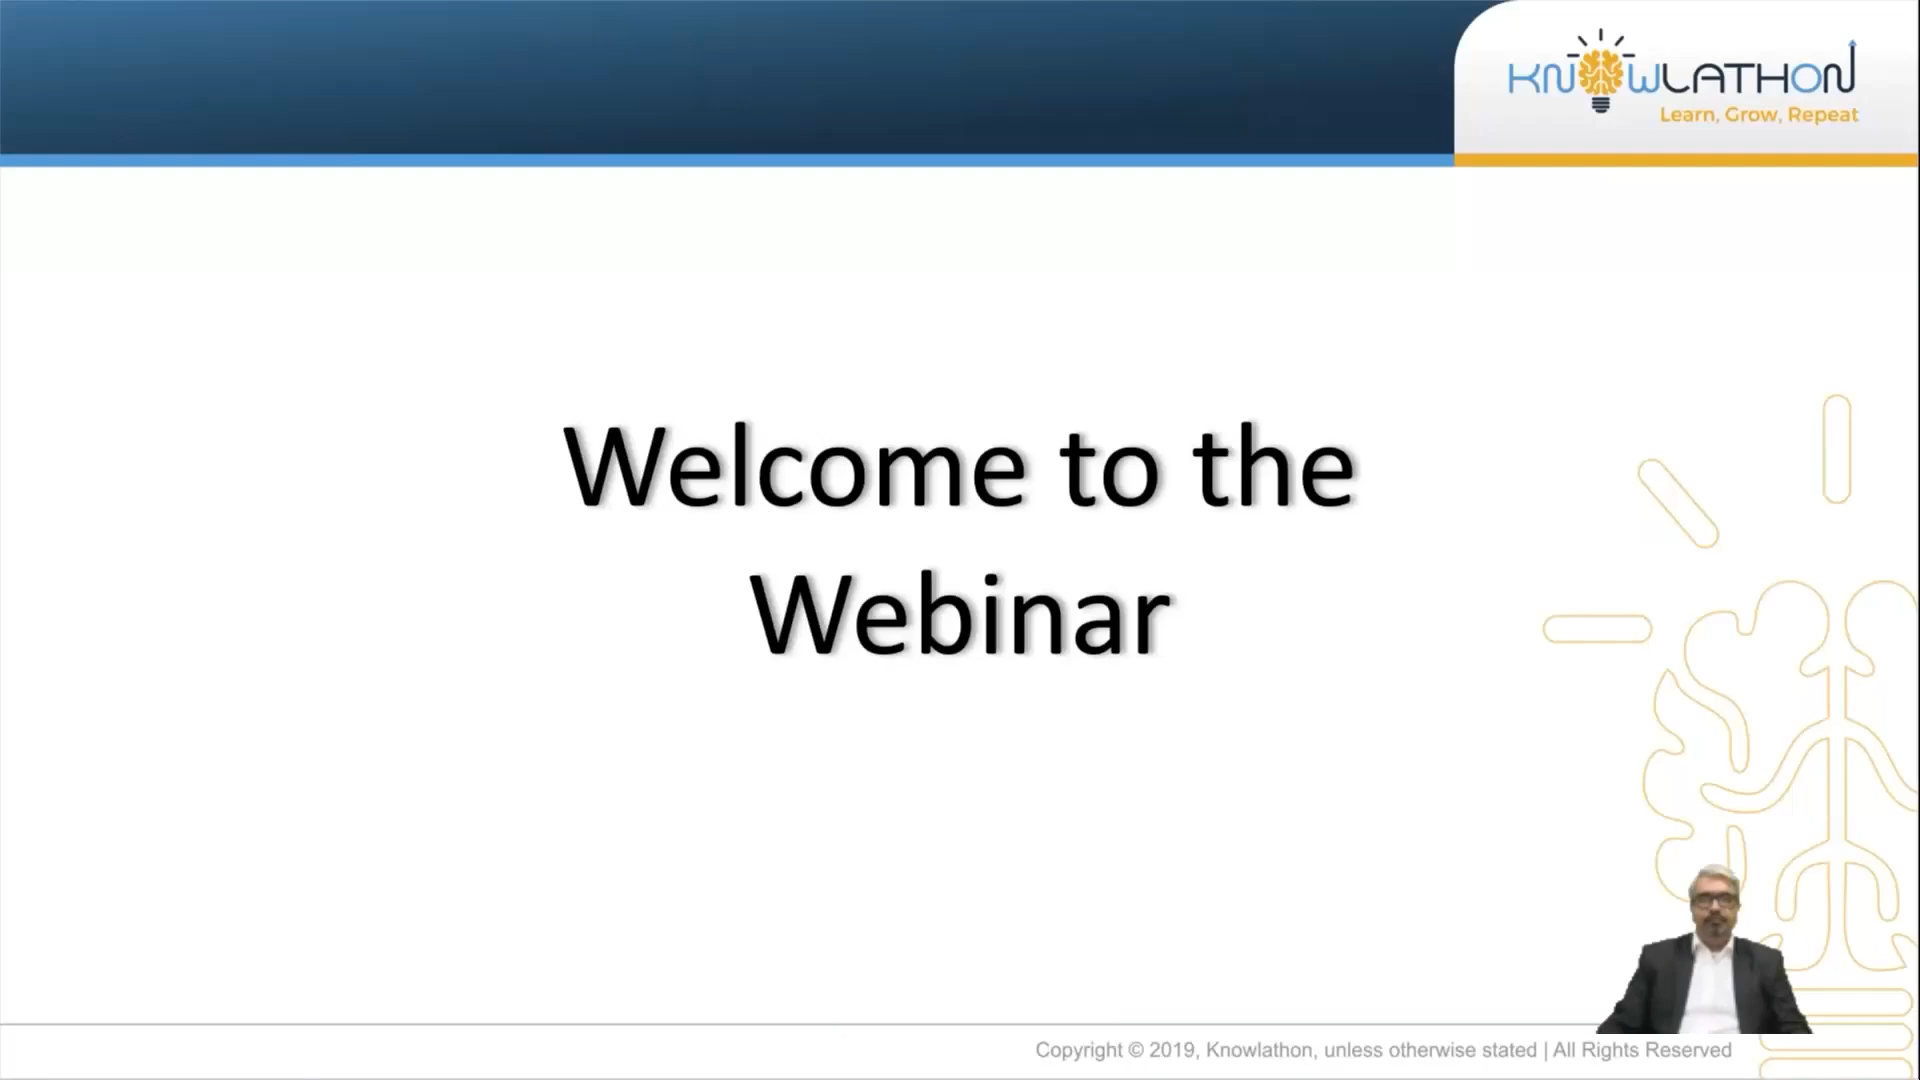 KNOWLATHON
Learn, Grow, Repeat
Welcome to the
Webinar
Copyright © 2019, Knowlathon, unless otherwise stated | All Rights Reserved